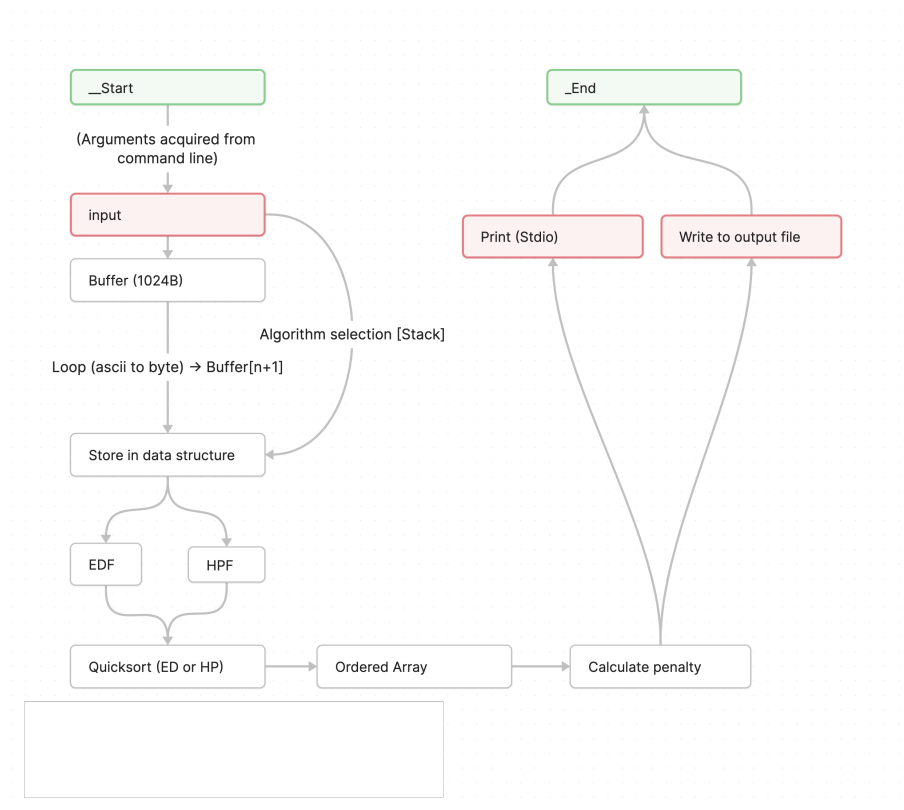 __Start
(Arguments acquired from
command line)
input
Buffer (1024B)
Algorithm selection [Stack]
Loop (ascii to byte) → Buffer[n+1]
Store in data structure
EDF
HPF
Quicksort (ED or HP)
Ordered Array
Calculate penalty
Print (Stdio)
Write to output file
_End